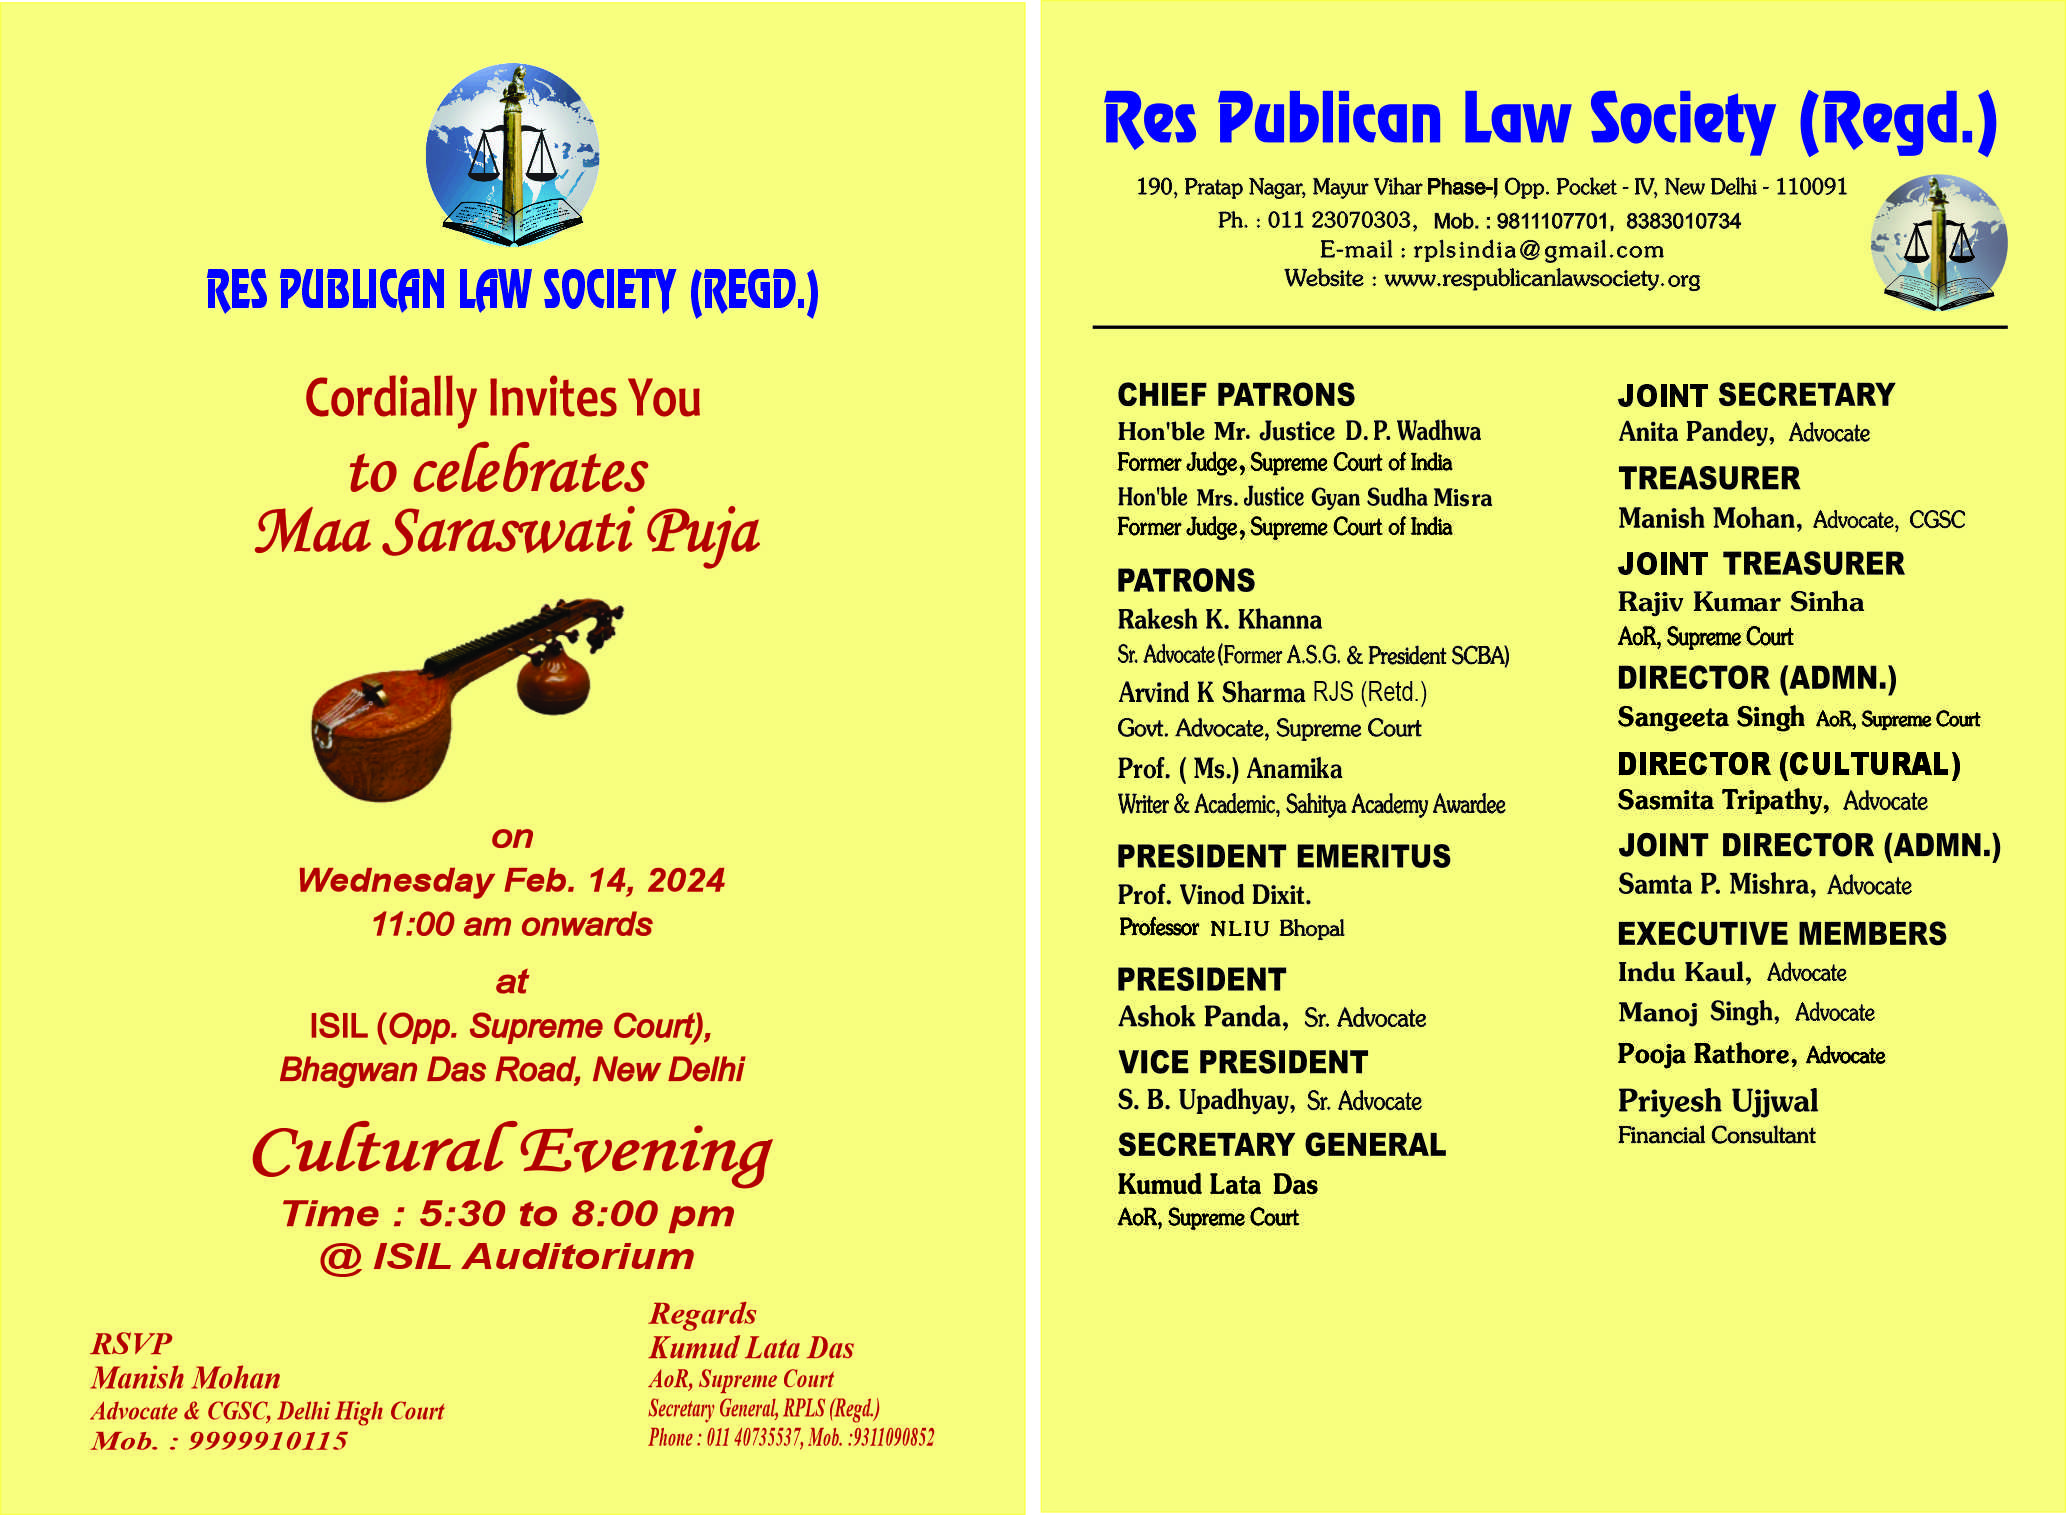 RES PUBLICAN LAW SOCIETY (REGD.)
Cordially Invites You
to celebrates
Maa Saraswati Puja
on
Wednesday Feb. 14, 2024
11:00 am onwards
at
ISIL (Opp. Supreme Court),
Bhagwan Das Road, New Delhi
Cultural Evening
Time : 5:30 to 8:00 pm
@ ISIL Auditorium
RSVP
Manish Mohan
Advocate & CGSC, Delhi High Court
Mob. : 9999910115
Regards
Kumud Lata Das
AoR, Supreme Court
Secretary General, RPLS (Regd.)
Phone : 011 40735537, Mob. :9311090852
Res Publican Law Society (Regd.)
190, Pratap Nagar, Mayur Vihar Phase-I Opp. Pocket - IV, New Delhi - 110091
Ph. : 011 23070303, Mob. : 9811107701, 8383010734
E-mail : rplsindia@gmail.com
Website : www.respublicanlawsociety.org
CHIEF PATRONS
Hon'ble Mr. Justice D. P. Wadhwa
Former Judge, Supreme Court of India
Hon'ble Mrs. Justice Gyan Sudha Misra
Former Judge, Supreme Court of India
PATRONS
Rakesh K. Khanna
Sr. Advocate (Former A.S.G. & President SCBA)
Arvind K Sharma RJS (Retd.)
Govt. Advocate, Supreme Court
Prof. ( Ms.) Anamika
Writer & Academic, Sahitya Academy Awardee
PRESIDENT EMERITUS
Prof. Vinod Dixit.
Professor NLIU Bhopal
PRESIDENT
Ashok Panda, Sr. Advocate
VICE PRESIDENT
S. B. Upadhyay, Sr. Advocate
SECRETARY GENERAL
Kumud Lata Das
AoR, Supreme Court
JOINT SECRETARY
Anita Pandey, Advocate
TREASURER
Manish Mohan, Advocate, CGSC
JOINT TREASURER
Rajiv Kumar Sinha
AoR, Supreme Court
DIRECTOR (ADMN.)
Sangeeta Singh AoR, Supreme Court
DIRECTOR (CULTURAL)
Sasmita Tripathy, Advocate
JOINT DIRECTOR (ADMN.)
Samta P. Mishra, Advocate
EXECUTIVE MEMBERS
Indu Kaul, Advocate
Manoj Singh, Advocate
Pooja Rathore, Advocate
Priyesh Ujjwal
Financial Consultant